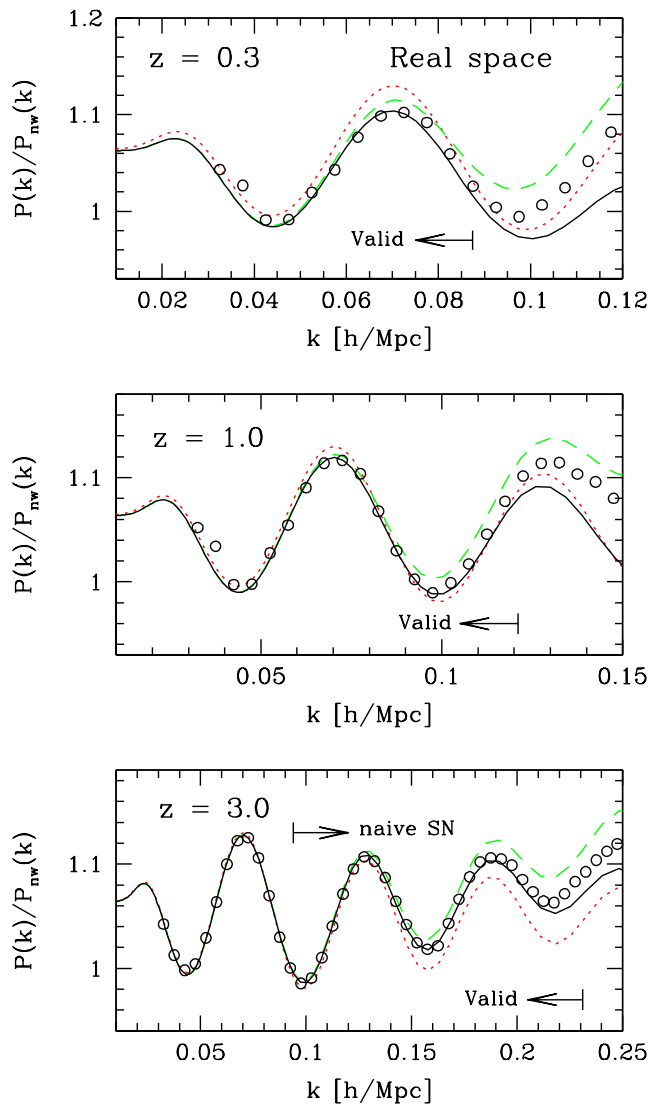 1.2
z = 0.3 Real space
1.1
P(k)/P_nw(k)
1
Valid
0.02 0.04 0.06 0.08 0.1 0.12
k [h/Mpc]
z = 1.0
1.1
P(k)/P_nw(k)
1
Valid
0.05 0.1 0.15
k [h/Mpc]
z = 3.0
naive SN
1.1
P(k)/P_nw(k)
1
Valid
0.05 0.1 0.15 0.2 0.25
k [h/Mpc]